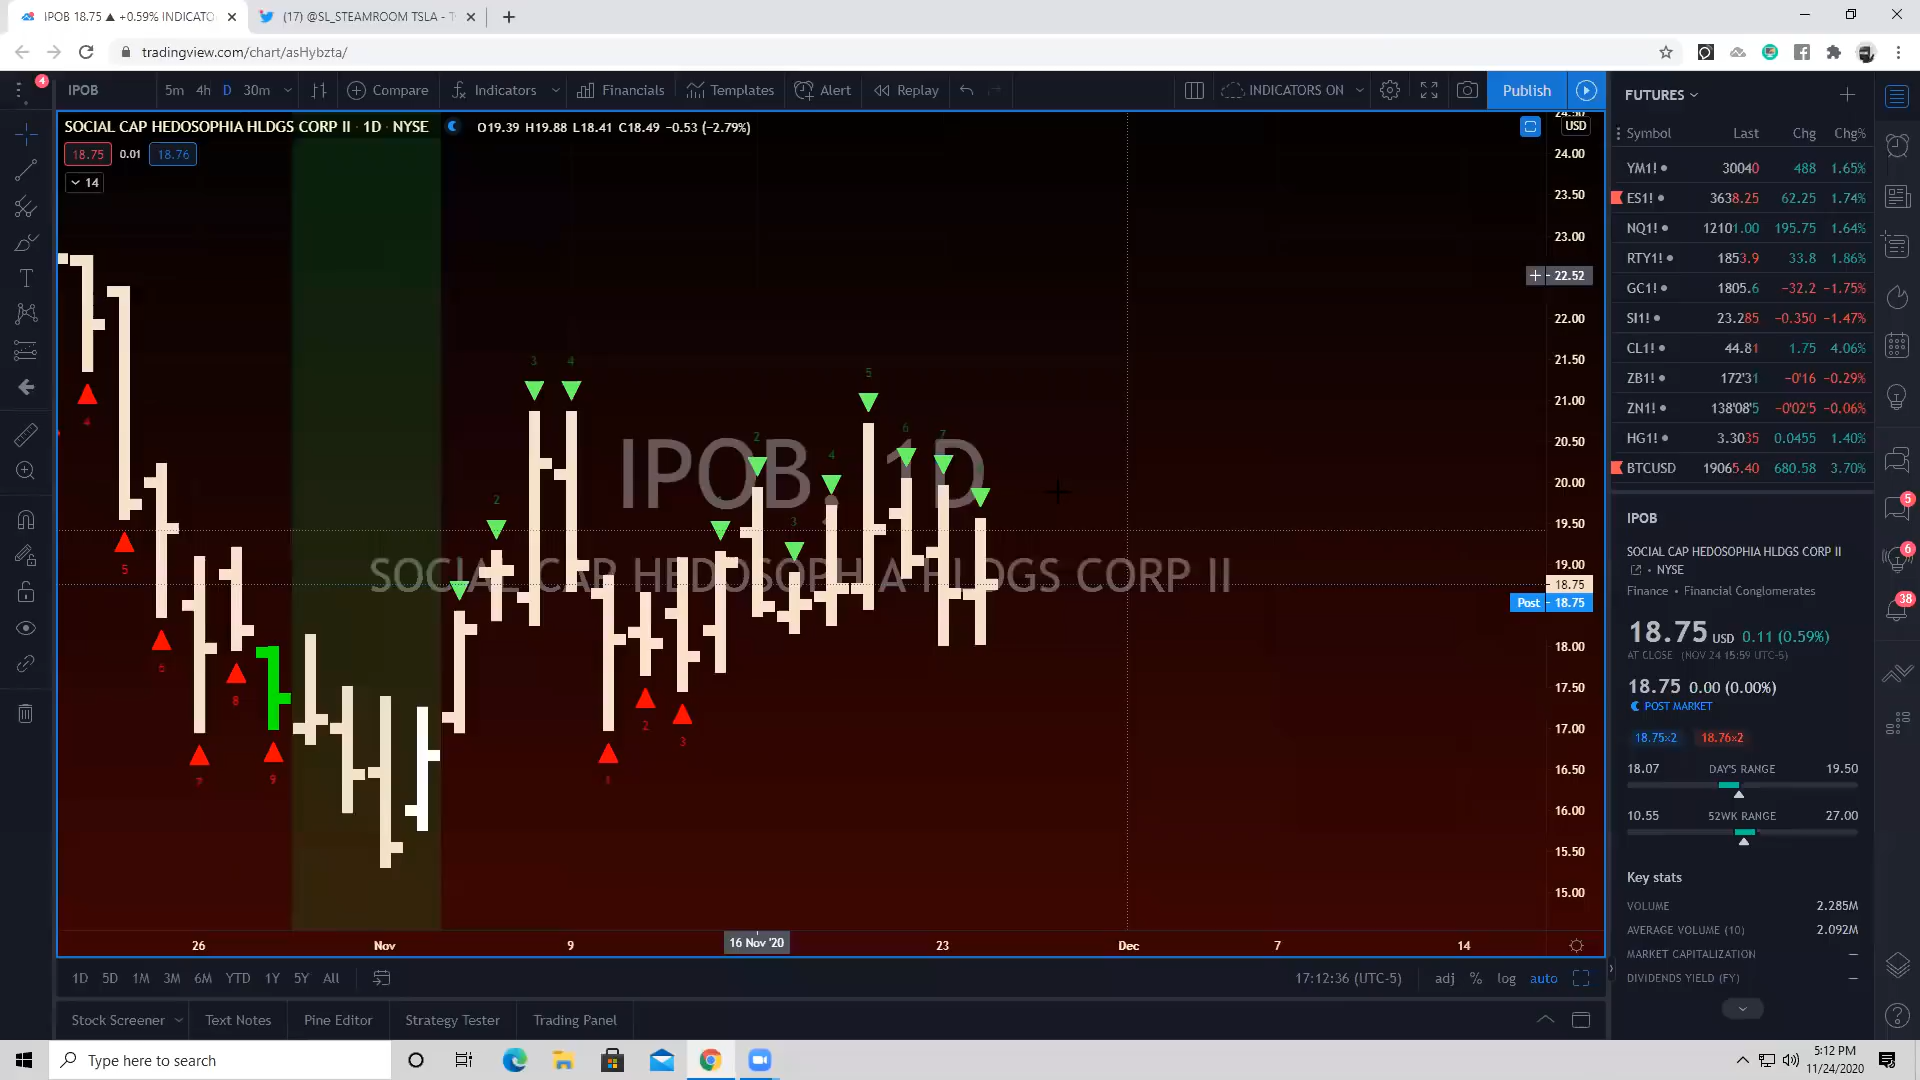 IPOB 18.75 ▲ +0.59% INDICATO
(17) @SL_STEAMROOM TSLA - T
tradingview.com/chart/asHybzta/
4
IPOB 5m 4h D 30m Compare Indicators Financials Templates Alert Replay INDICATORS ON Publish
SOCIAL CAP HEDOSOPHIA HLDGS CORP II · 1D · NYSE O19.39 H19.88 L18.41 C18.49 −0.53 (−2.79%)
18.75 0.01 18.76
14
IPOB, 1D
SOCIAL CAP HEDOSOPHIA HLDGS CORP II
USD
24.00
23.50
23.00
22.52
22.00
21.50
21.00
20.50
20.00
19.50
19.00
18.75
Post 18.75
18.00
17.50
17.00
16.50
16.00
15.50
15.00
26 Nov 9 16 Nov '20 23 Dec 7 14
1D 5D 1M 3M 6M YTD 1Y 5Y All 17:12:36 (UTC-5) adj % log auto
Stock Screener Text Notes Pine Editor Strategy Tester Trading Panel
FUTURES
Symbol Last Chg Chg%
YM1! 30040 488 1.65%
ES1! 3638.25 62.25 1.74%
NQ1! 12101.00 195.75 1.64%
RTY1! 1853.9 33.8 1.86%
GC1! 1805.6 −32.2 −1.75%
SI1! 23.285 −0.350 −1.47%
CL1! 44.81 1.75 4.06%
ZB1! 172'31 −0'16 −0.29%
ZN1! 138'08'5 −0'02'5 −0.06%
HG1! 3.3035 0.0455 1.40%
BTCUSD 19065.40 680.58 3.70%
IPOB
SOCIAL CAP HEDOSOPHIA HLDGS CORP II
• NYSE
Finance • Financial Conglomerates
18.75 USD 0.11 (0.59%)
AT CLOSE (NOV 24 15:59 UTC-5)
18.75 0.00 (0.00%)
POST MARKET
18.75×2 18.76×2
18.07 DAY'S RANGE 19.50
10.55 52WK RANGE 27.00
Key stats
VOLUME 2.285M
AVERAGE VOLUME (10) 2.092M
MARKET CAPITALIZATION —
DIVIDENDS YIELD (FY) —
5
6
38
Type here to search
5:12 PM
11/24/2020